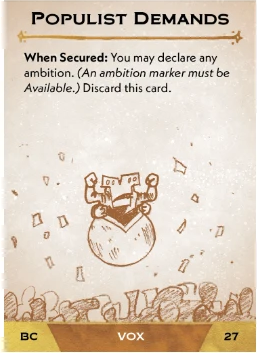 POPULIST DEMANDS
When Secured: You may declare any
ambition. (An ambition marker must be
Available.) Discard this card.
BC VOX 27